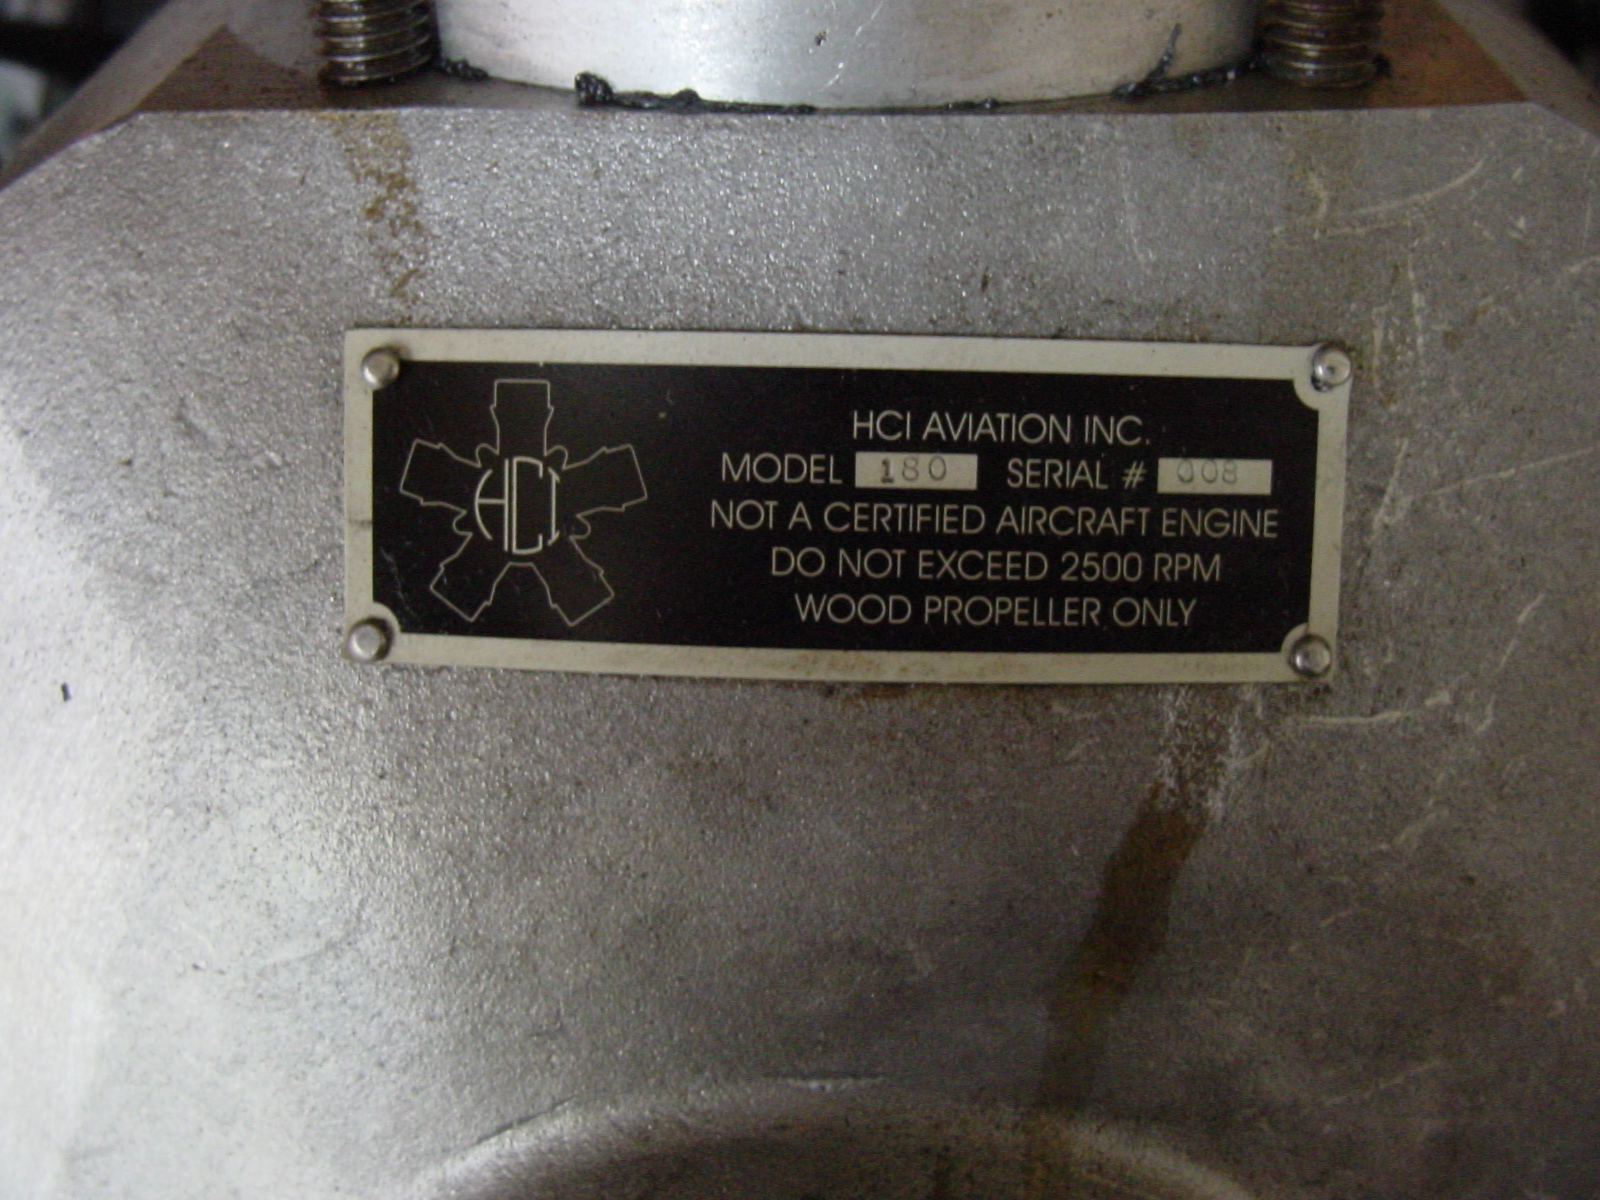 HCI
HCI AVIATION INC.
MODEL 180 SERIAL # 008
NOT A CERTIFIED AIRCRAFT ENGINE
DO NOT EXCEED 2500 RPM
WOOD PROPELLER ONLY